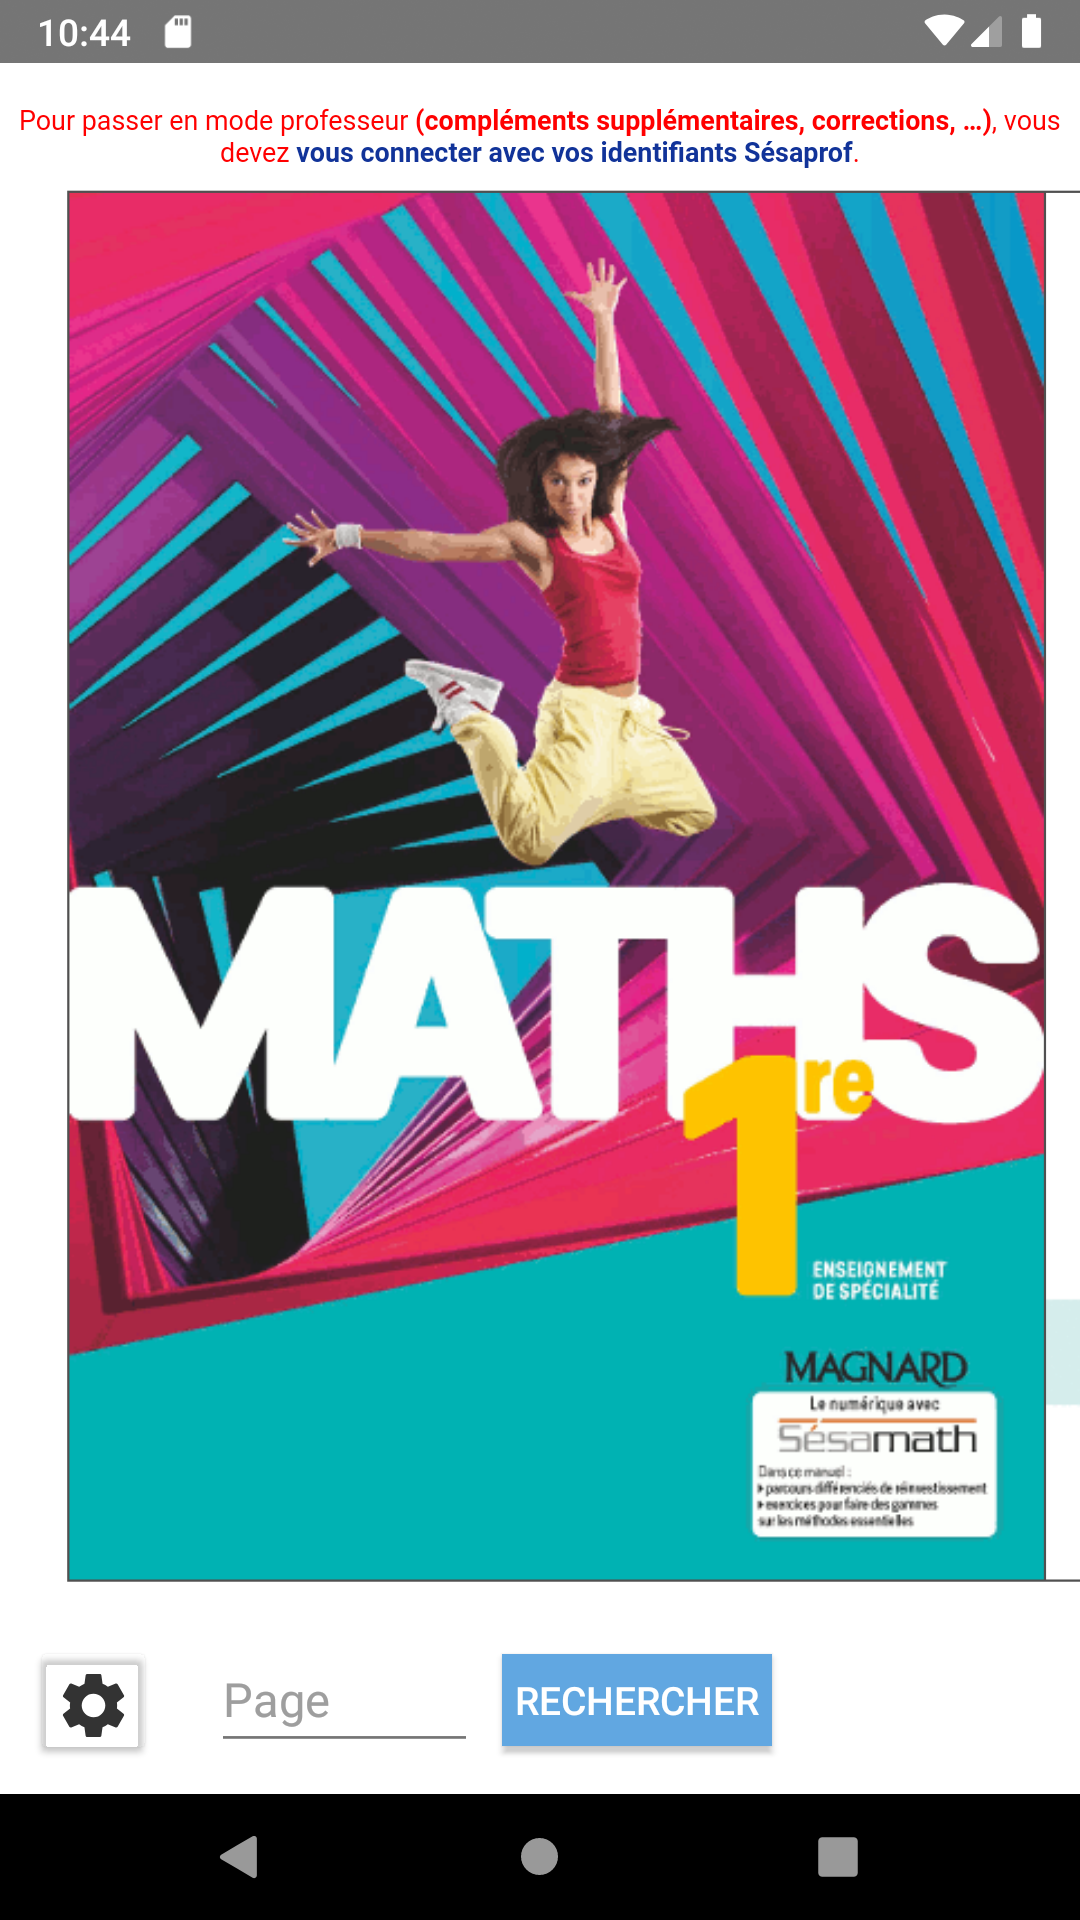 10:44
Pour passer en mode professeur (compléments supplémentaires, corrections, ...), vous
devez vous connecter avec vos identifiants Sésaprof.
MATHS
1re
ENSEIGNEMENT
DE SPÉCIALITÉ
MAGNARD
Le numérique avec
Sésamath
Dans ce manuel :
parcours différenciés de réinvestissement
exercices pour faire des gammes
sur les méthodes essentielles
Page
RECHERCHER